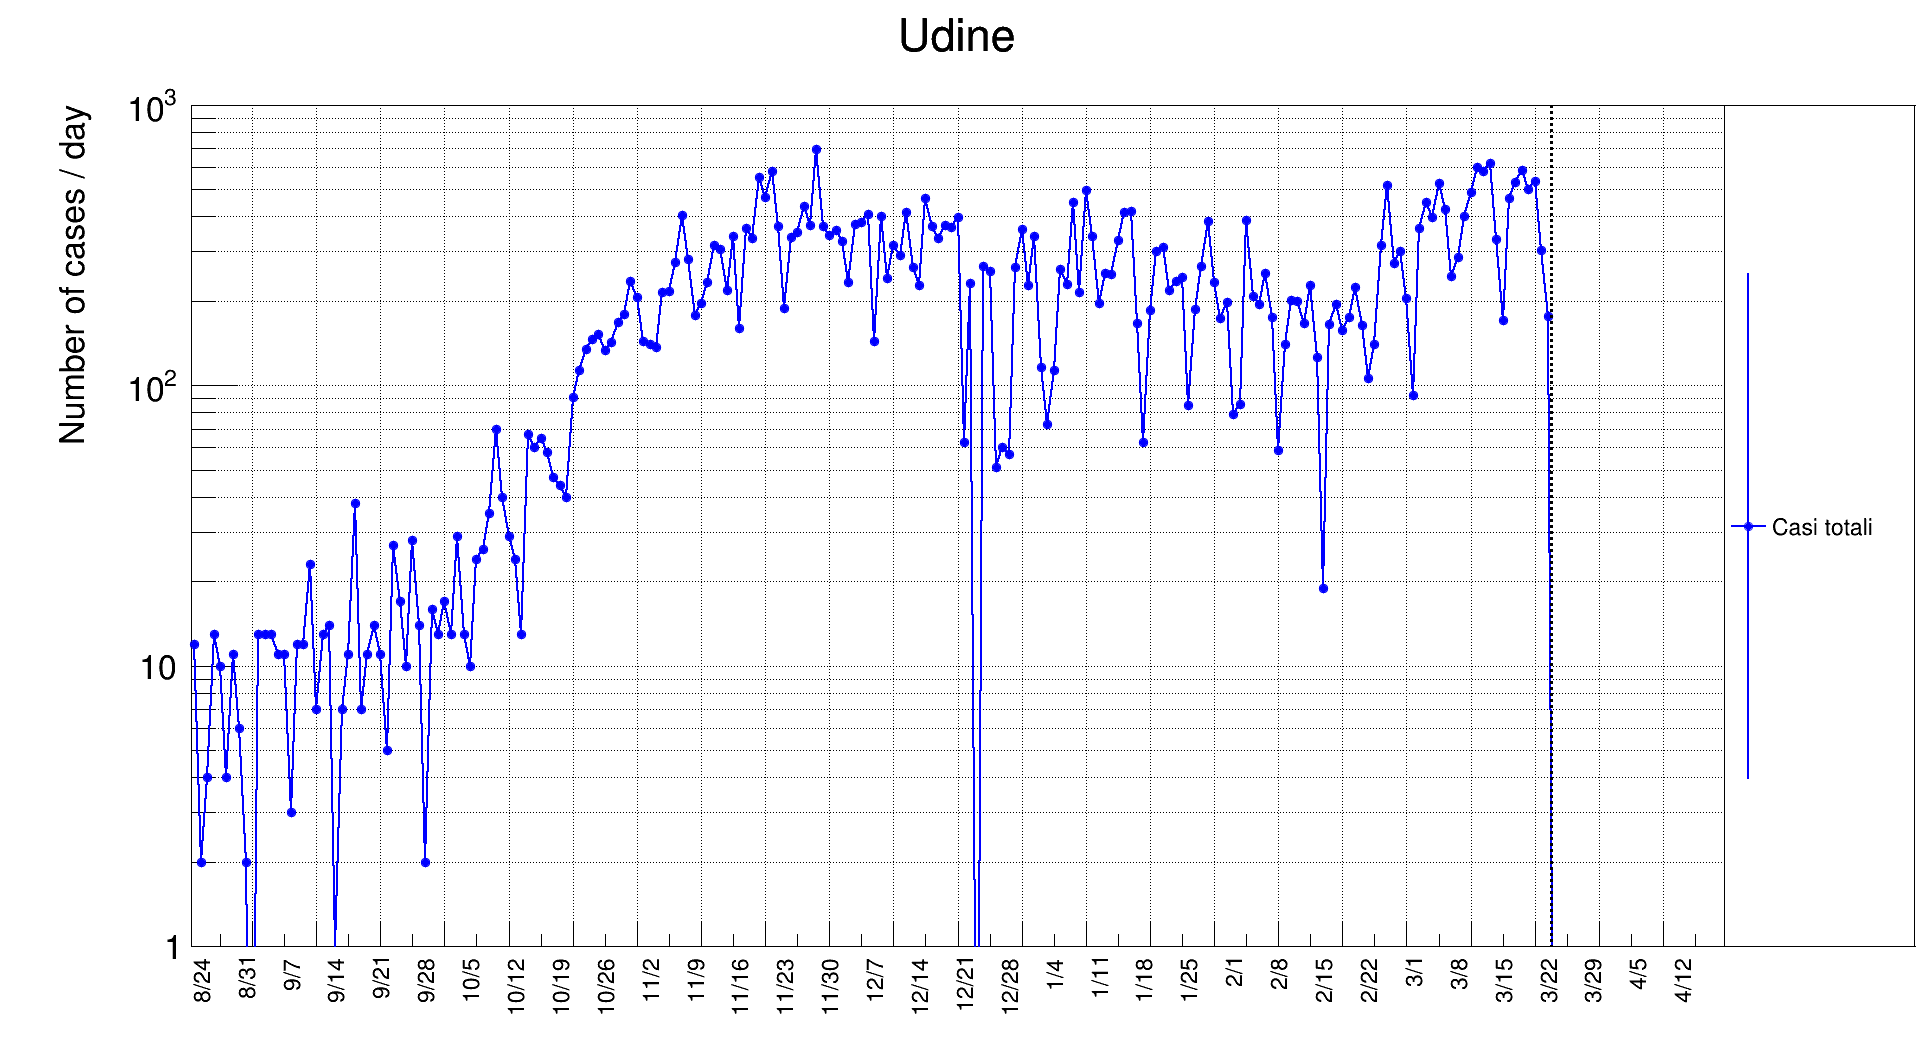 Udine
Number of cases / day
10³
10²
10
1
8/24 8/31 9/7 9/14 9/21 9/28 10/5 10/12 10/19 10/26 11/2 11/9 11/16 11/23 11/30 12/7 12/14 12/21 12/28 1/4 1/11 1/18 1/25 2/1 2/8 2/15 2/22 3/1 3/8 3/15 3/22 3/29 4/5 4/12
Casi totali